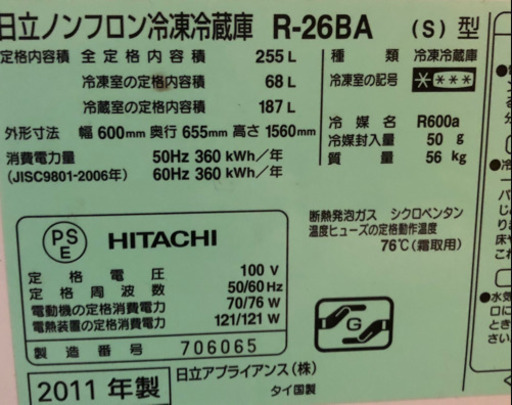 日立ノンフロン冷凍冷蔵庫 R-26BA (S) 型
定格内容積 全定格内容積 255 L
冷凍室の定格内容積 68 L
冷蔵室の定格内容積 187 L
外形寸法 幅 600mm 奥行 655mm 高さ 1560mm
消費電力量 50Hz 360 kWh/年
(JISC9801-2006年) 60Hz 360 kWh/年
種類 冷凍冷蔵庫
冷凍室の記号 ****
冷媒名 R600a
冷媒封入量 50 g
質量 56 kg
PSE HITACHI
定格電圧 100 V
定格周波数 50/60 Hz
電動機の定格消費電力 70/76 W
電熱装置の定格消費電力 121/121 W
製造番号 706065
断熱発泡ガス シクロペンタン
温度ヒューズの定格動作温度
76℃(霜取用)
G
2011 年製
日立アプライアンス(株)
タイ国製